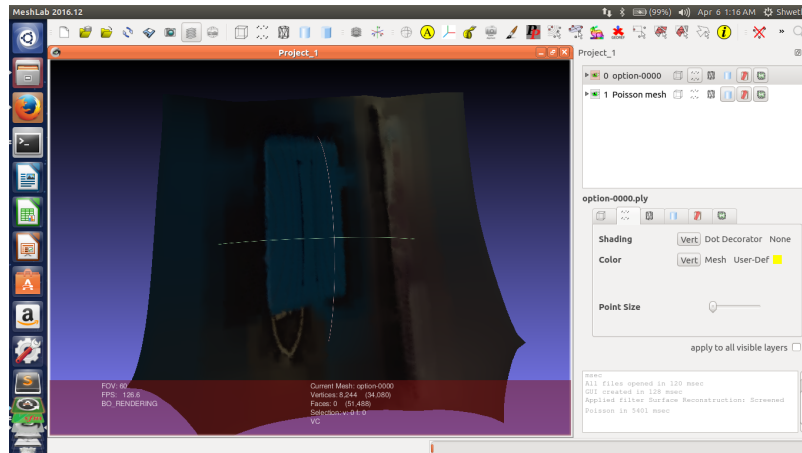 MeshLab 2016.12
(99%) Apr 6 1:16 AM Shwet
Project_1
Project_1
0 option-0000
1 Poisson mesh
option-0000.ply
Shading Vert Dot Decorator None
Color Vert Mesh User-Def
Point Size
apply to all visible layers
msec
All files opened in 120 msec
GUI created in 128 msec
Applied filter Surface Reconstruction: Screened
Poisson in 5401 msec
FOV: 60
FPS: 126.6
BO_RENDERING
Current Mesh: option-0000
Vertices: 8,244 (34,080)
Faces: 0 (51,488)
Selection: v: 0 f: 0
VC